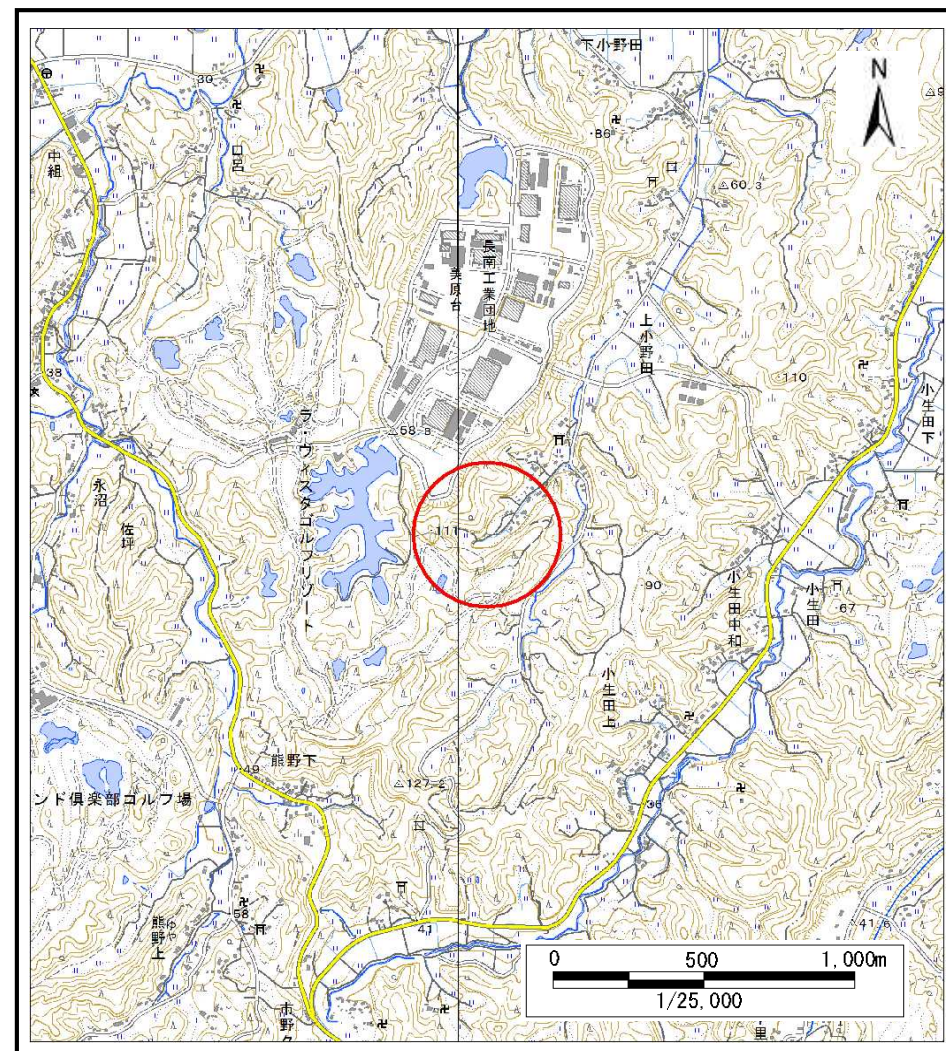 下小野田
N
39
口呂
86
中組
60.3
長南工業団地
美原台
上小野田
38
110
小生田下
58.8
ラ・ヴィスタゴルフリゾート
永沼
佐坪
111
90
小生田中和
小生田
67
小生田上
49
熊野下
127.2
ンド倶楽部ゴルフ場
36
58
41
41.6
熊野上
ゆや
市野々
里
0 500 1,000m
1/25,000